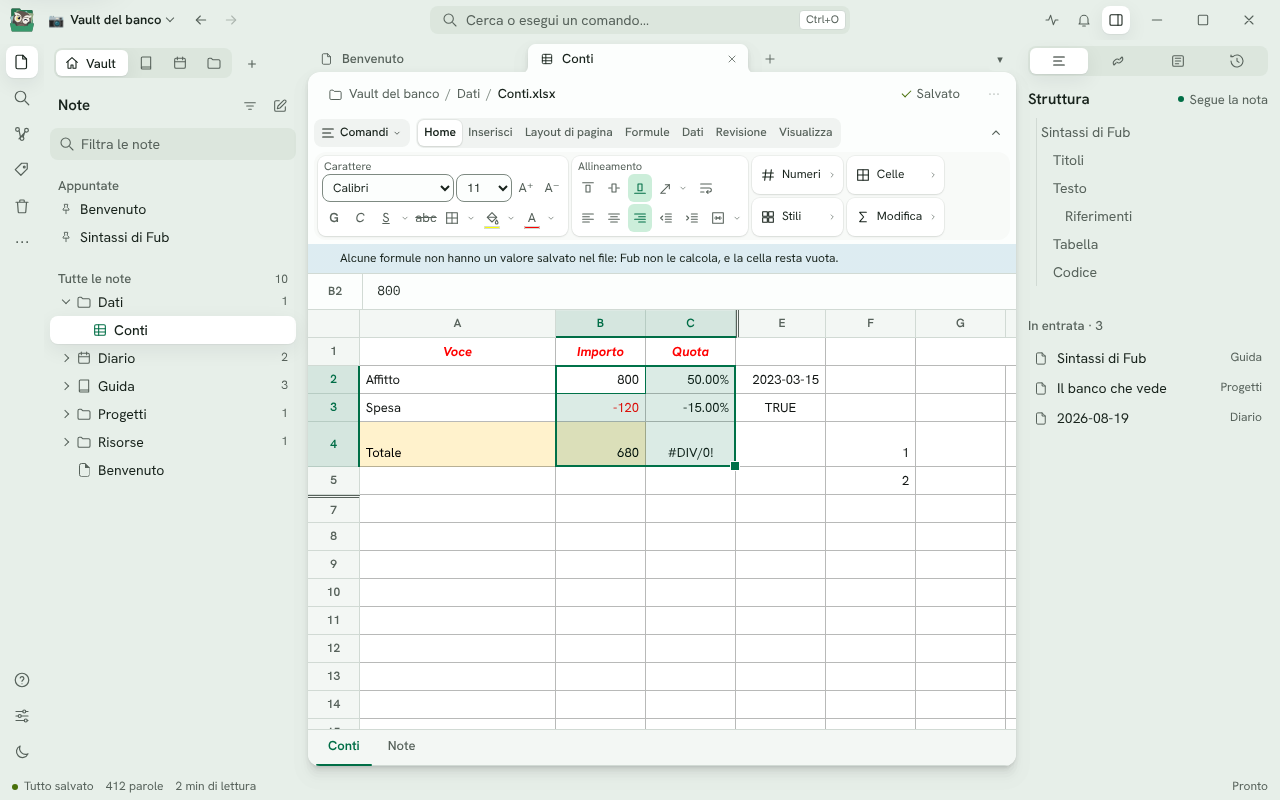 Vault del banco
Cerca o esegui un comando…
Ctrl+O
Vault
Benvenuto
Conti
Note
Filtra le note
Appuntate
Benvenuto
Sintassi di Fub
Tutte le note 10
Dati 1
Conti
Diario 2
Guida 3
Progetti 1
Risorse 1
Benvenuto
Vault del banco / Dati / Conti.xlsx
Salvato
Comandi
Home Inserisci Layout di pagina Formule Dati Revisione Visualizza
Carattere
Calibri 11 A+ A−
G C S abc A
Allineamento
Numeri
Celle
Stili
Modifica
Alcune formule non hanno un valore salvato nel file: Fub non le calcola, e la cella resta vuota.
B2 800
A B C E F G
1 Voce Importo Quota
2 Affitto 800 50.00% 2023-03-15
3 Spesa -120 -15.00% TRUE
4 Totale 680 #DIV/0! 1
5 2
7
8
9
10
11
12
13
14
Conti Note
Struttura
Segue la nota
Sintassi di Fub
Titoli
Testo
Riferimenti
Tabella
Codice
In entrata · 3
Sintassi di Fub Guida
Il banco che vede Progetti
2026-08-19 Diario
Tutto salvato 412 parole 2 min di lettura
Pronto